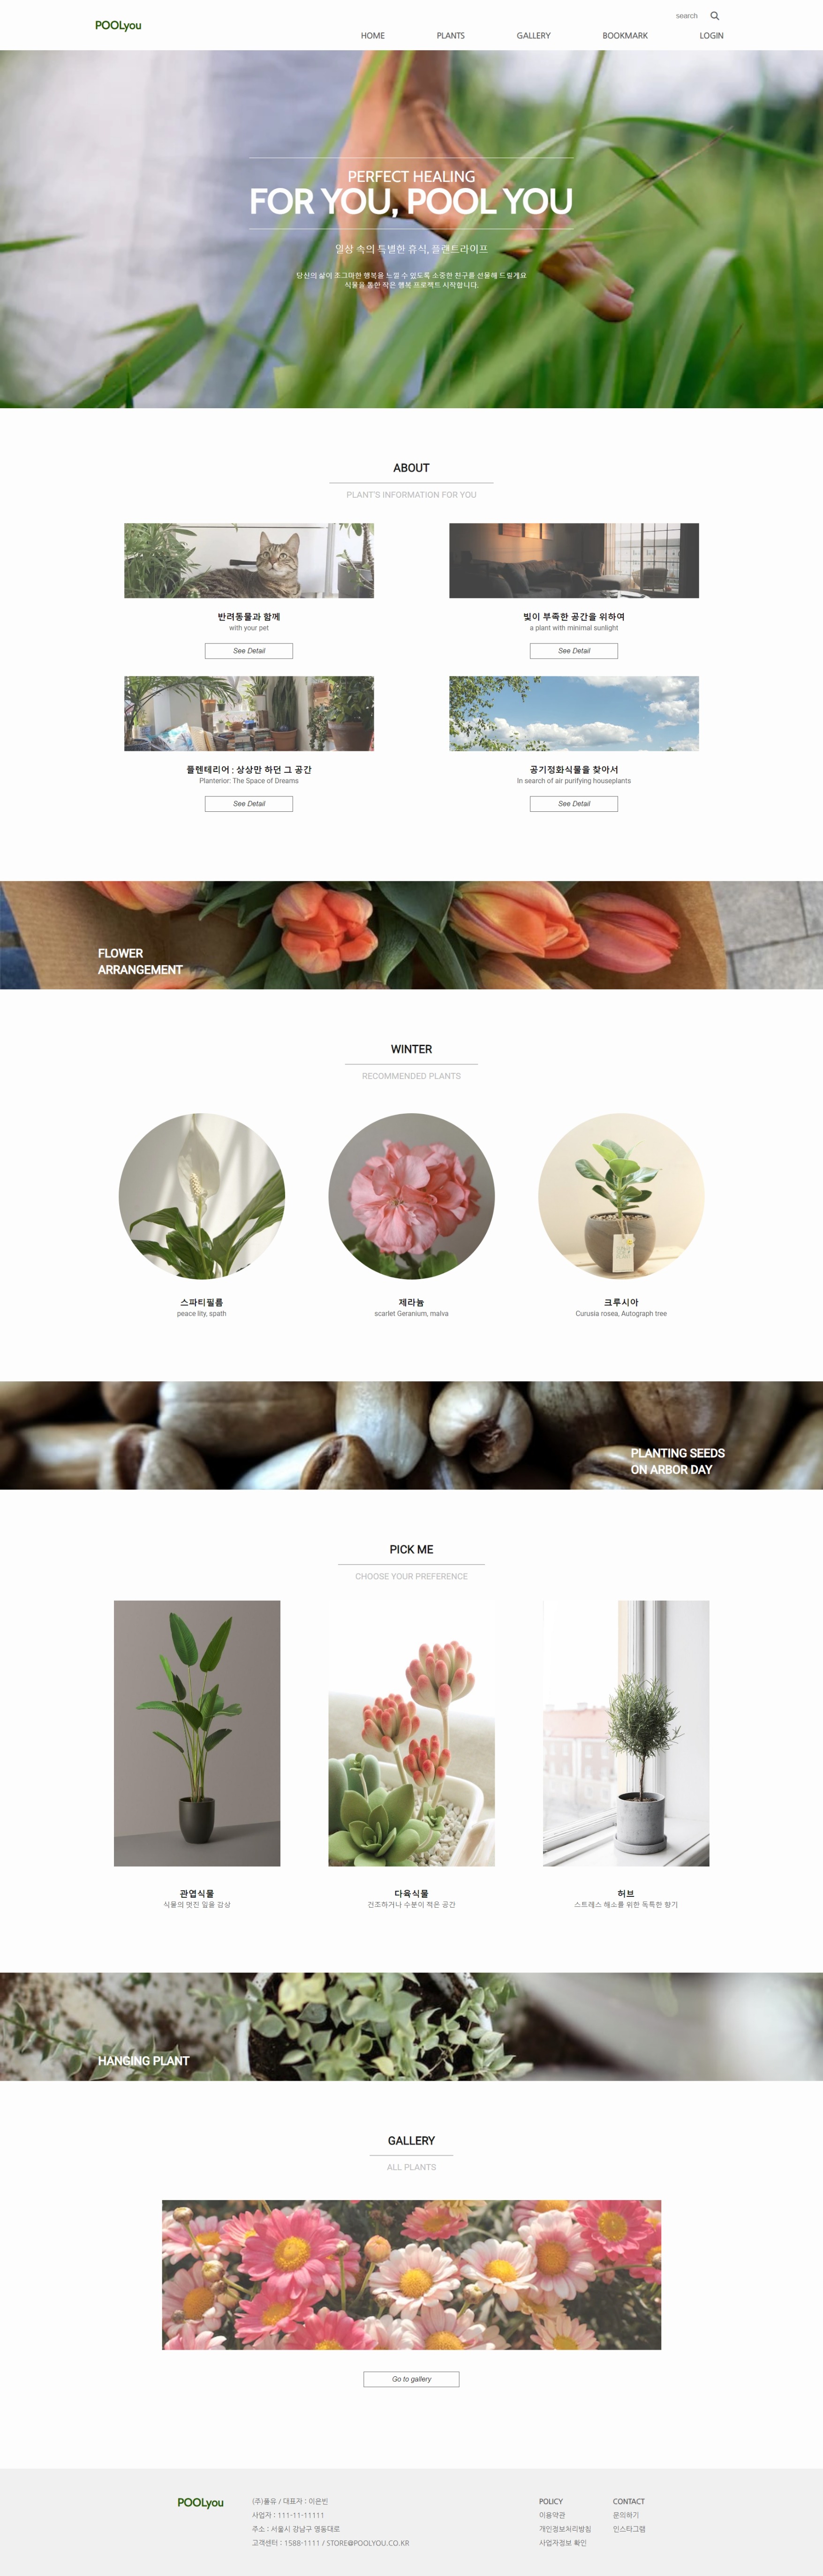 POOLyou
search
HOME PLANTS GALLERY BOOKMARK LOGIN
PERFECT HEALING
FOR YOU, POOL YOU
일상 속의 특별한 휴식, 플랜트라이프
당신의 삶이 조그마한 행복을 느낄 수 있도록 소중한 친구를 선물해 드릴게요
식물을 통한 작은 행복 프로젝트 시작합니다.
ABOUT
PLANT'S INFORMATION FOR YOU
반려동물과 함께
with your pet
See Detail
빛이 부족한 공간을 위하여
a plant with minimal sunlight
See Detail
플렌테리어 : 상상만 하던 그 공간
Planterior: The Space of Dreams
See Detail
공기정화식물을 찾아서
In search of air purifying houseplants
See Detail
FLOWER
ARRANGEMENT
WINTER
RECOMMENDED PLANTS
스파티필름
peace lity, spath
제라늄
scarlet Geranium, malva
크루시아
Curusia rosea, Autograph tree
PLANTING SEEDS
ON ARBOR DAY
PICK ME
CHOOSE YOUR PREFERENCE
관엽식물
식물의 멋진 잎을 감상
다육식물
건조하거나 수분이 적은 공간
허브
스트레스 해소를 위한 독특한 향기
HANGING PLANT
GALLERY
ALL PLANTS
Go to gallery
POOLyou
(주)풀유 / 대표자 : 이은빈
사업자 : 111-11-11111
주소 : 서울시 강남구 영동대로
고객센터 : 1588-1111 / STORE@POOLYOU.CO.KR
POLICY
이용약관
개인정보처리방침
사업자정보 확인
CONTACT
문의하기
인스타그램